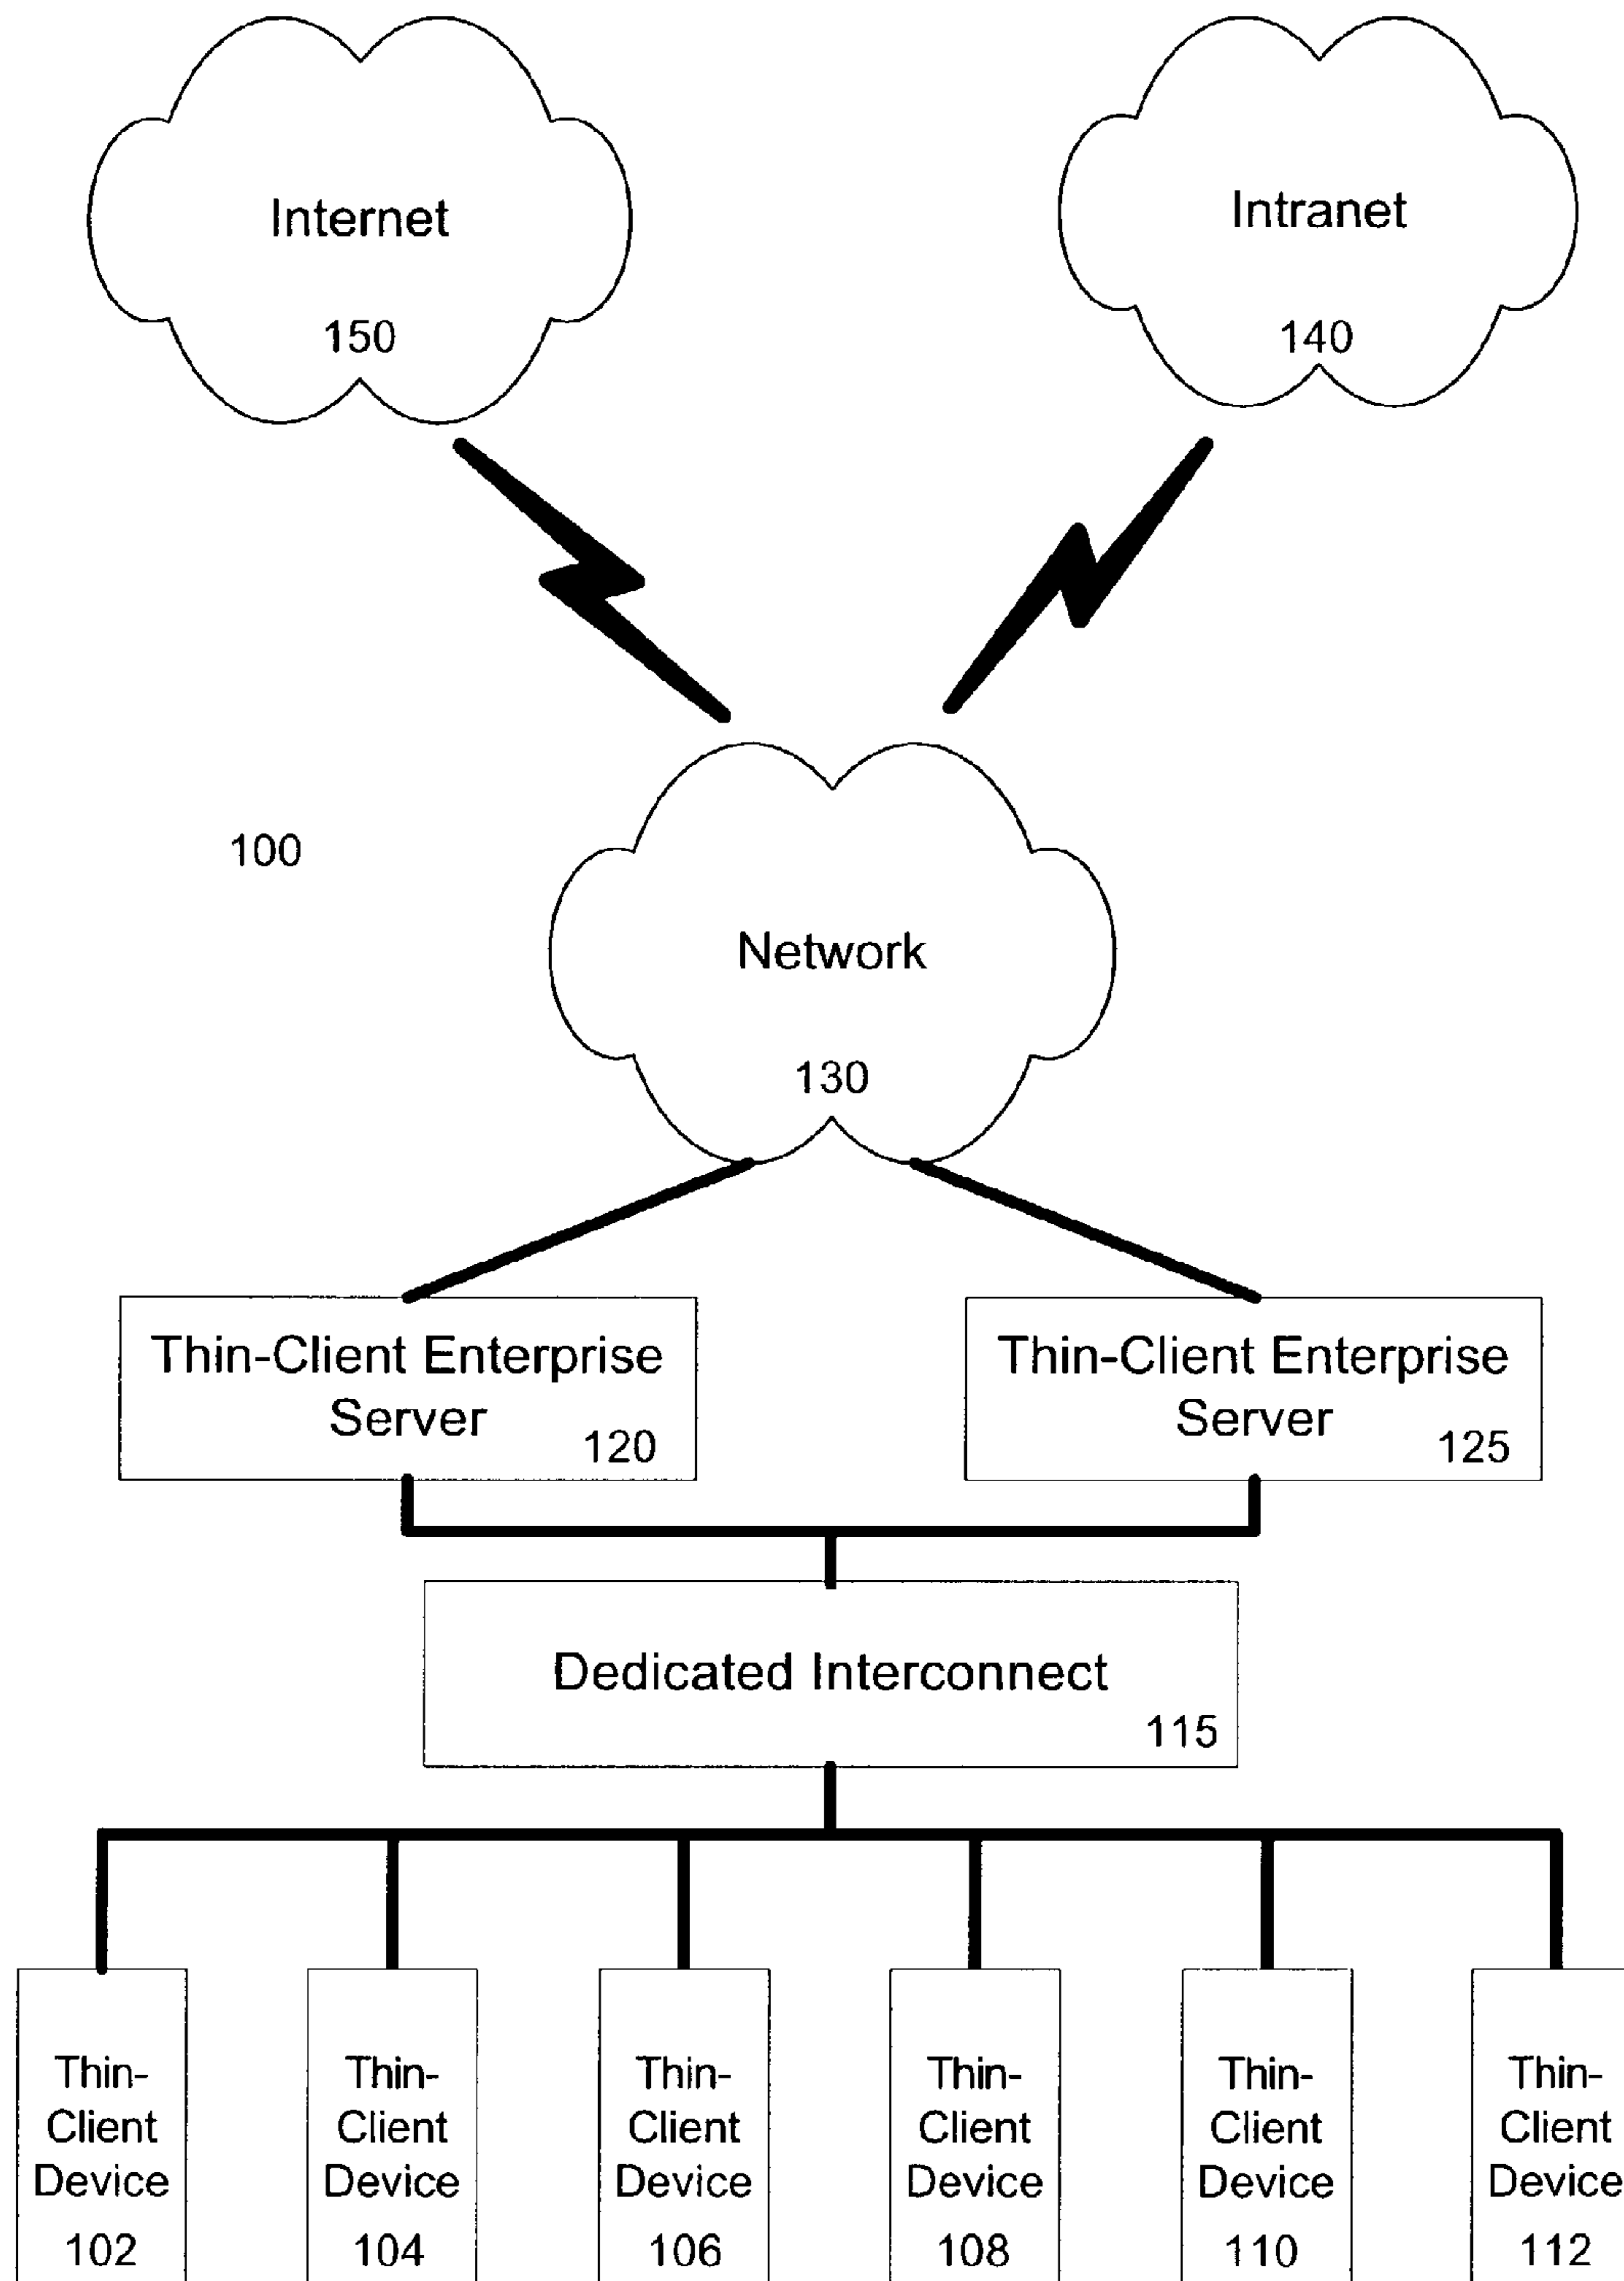 Internet
150
Intranet
140
100
Network
130
Thin-Client Enterprise
Server
120
Thin-Client Enterprise
Server
125
Dedicated Interconnect
115
Thin-
Client
Device
102
Thin-
Client
Device
104
Thin-
Client
Device
106
Thin-
Client
Device
108
Thin-
Client
Device
110
Thin-
Client
Device
112